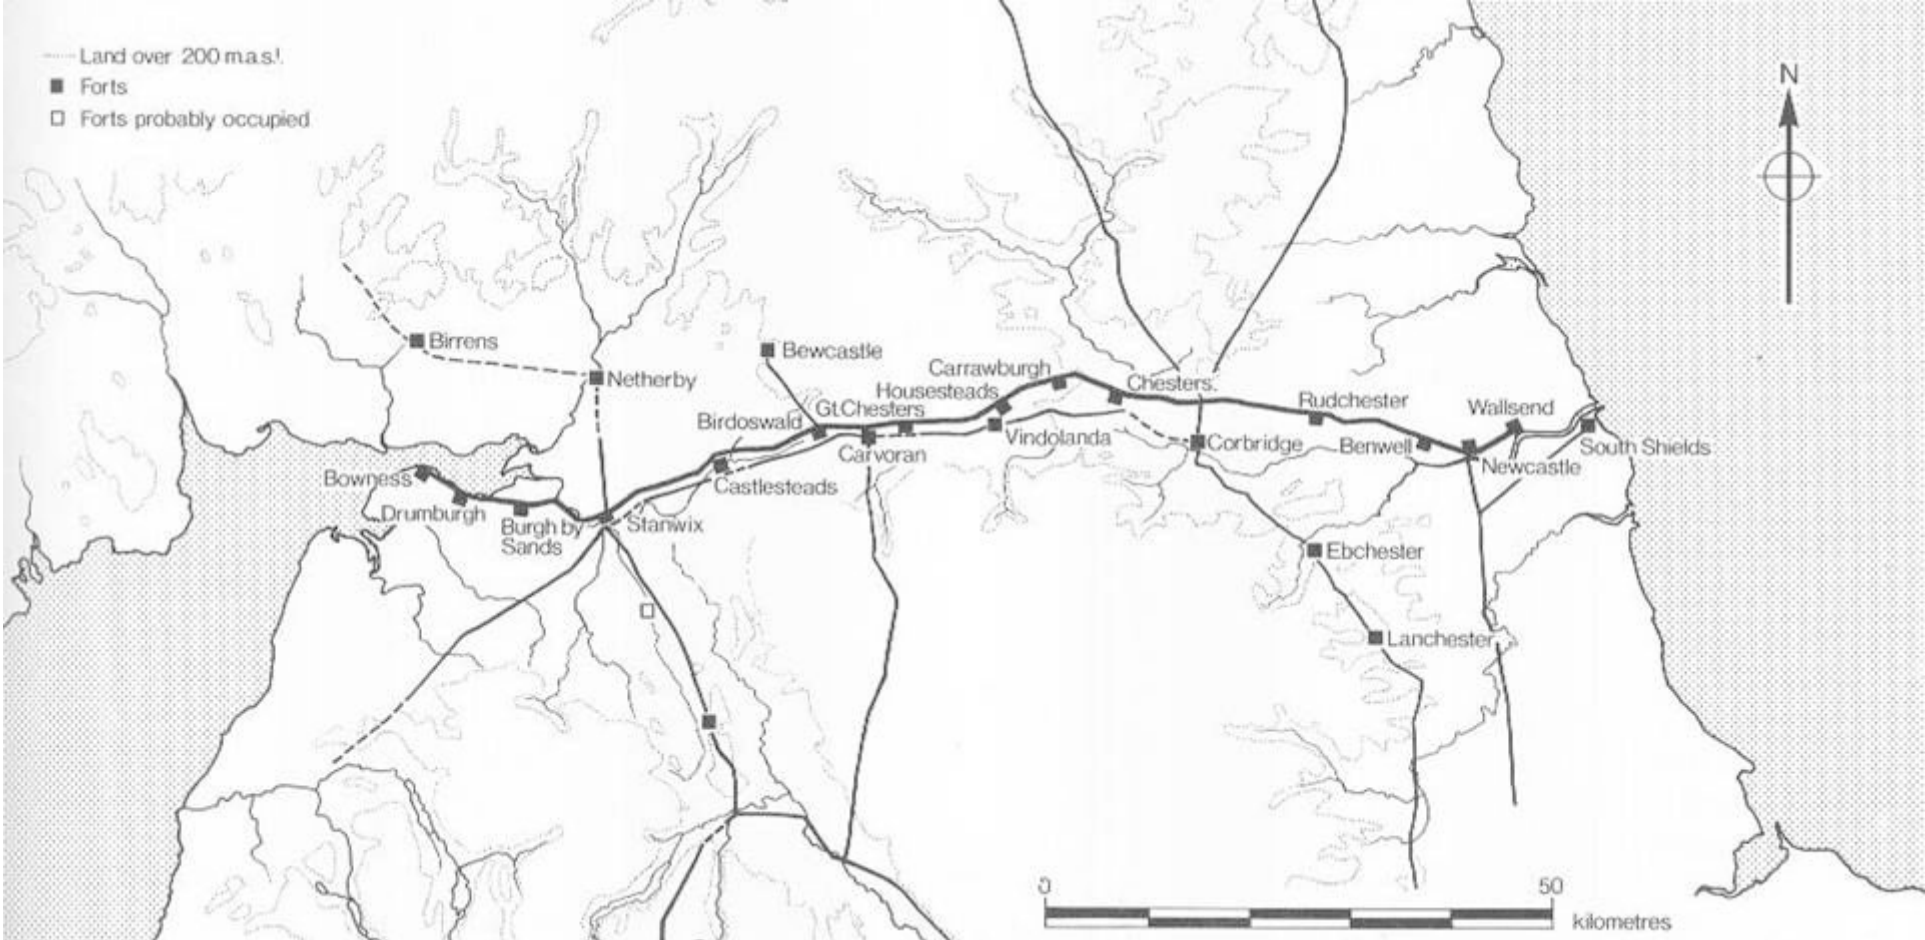 Land over 200 m.a.s.l.
Forts
Forts probably occupied
N
Birrens
Netherby
Bewcastle
Carrawburgh
Housesteads
Chesters.
Gt.Chesters
Birdoswald
Rudchester
Wallsend
Vindolanda
Corbridge
Benwell
South Shields
Carvoran
Newcastle
Bowness
Castlesteads
Drumburgh
Burgh by
Sands
Stanwix
Ebchester
Lanchester
0
50
kilometres